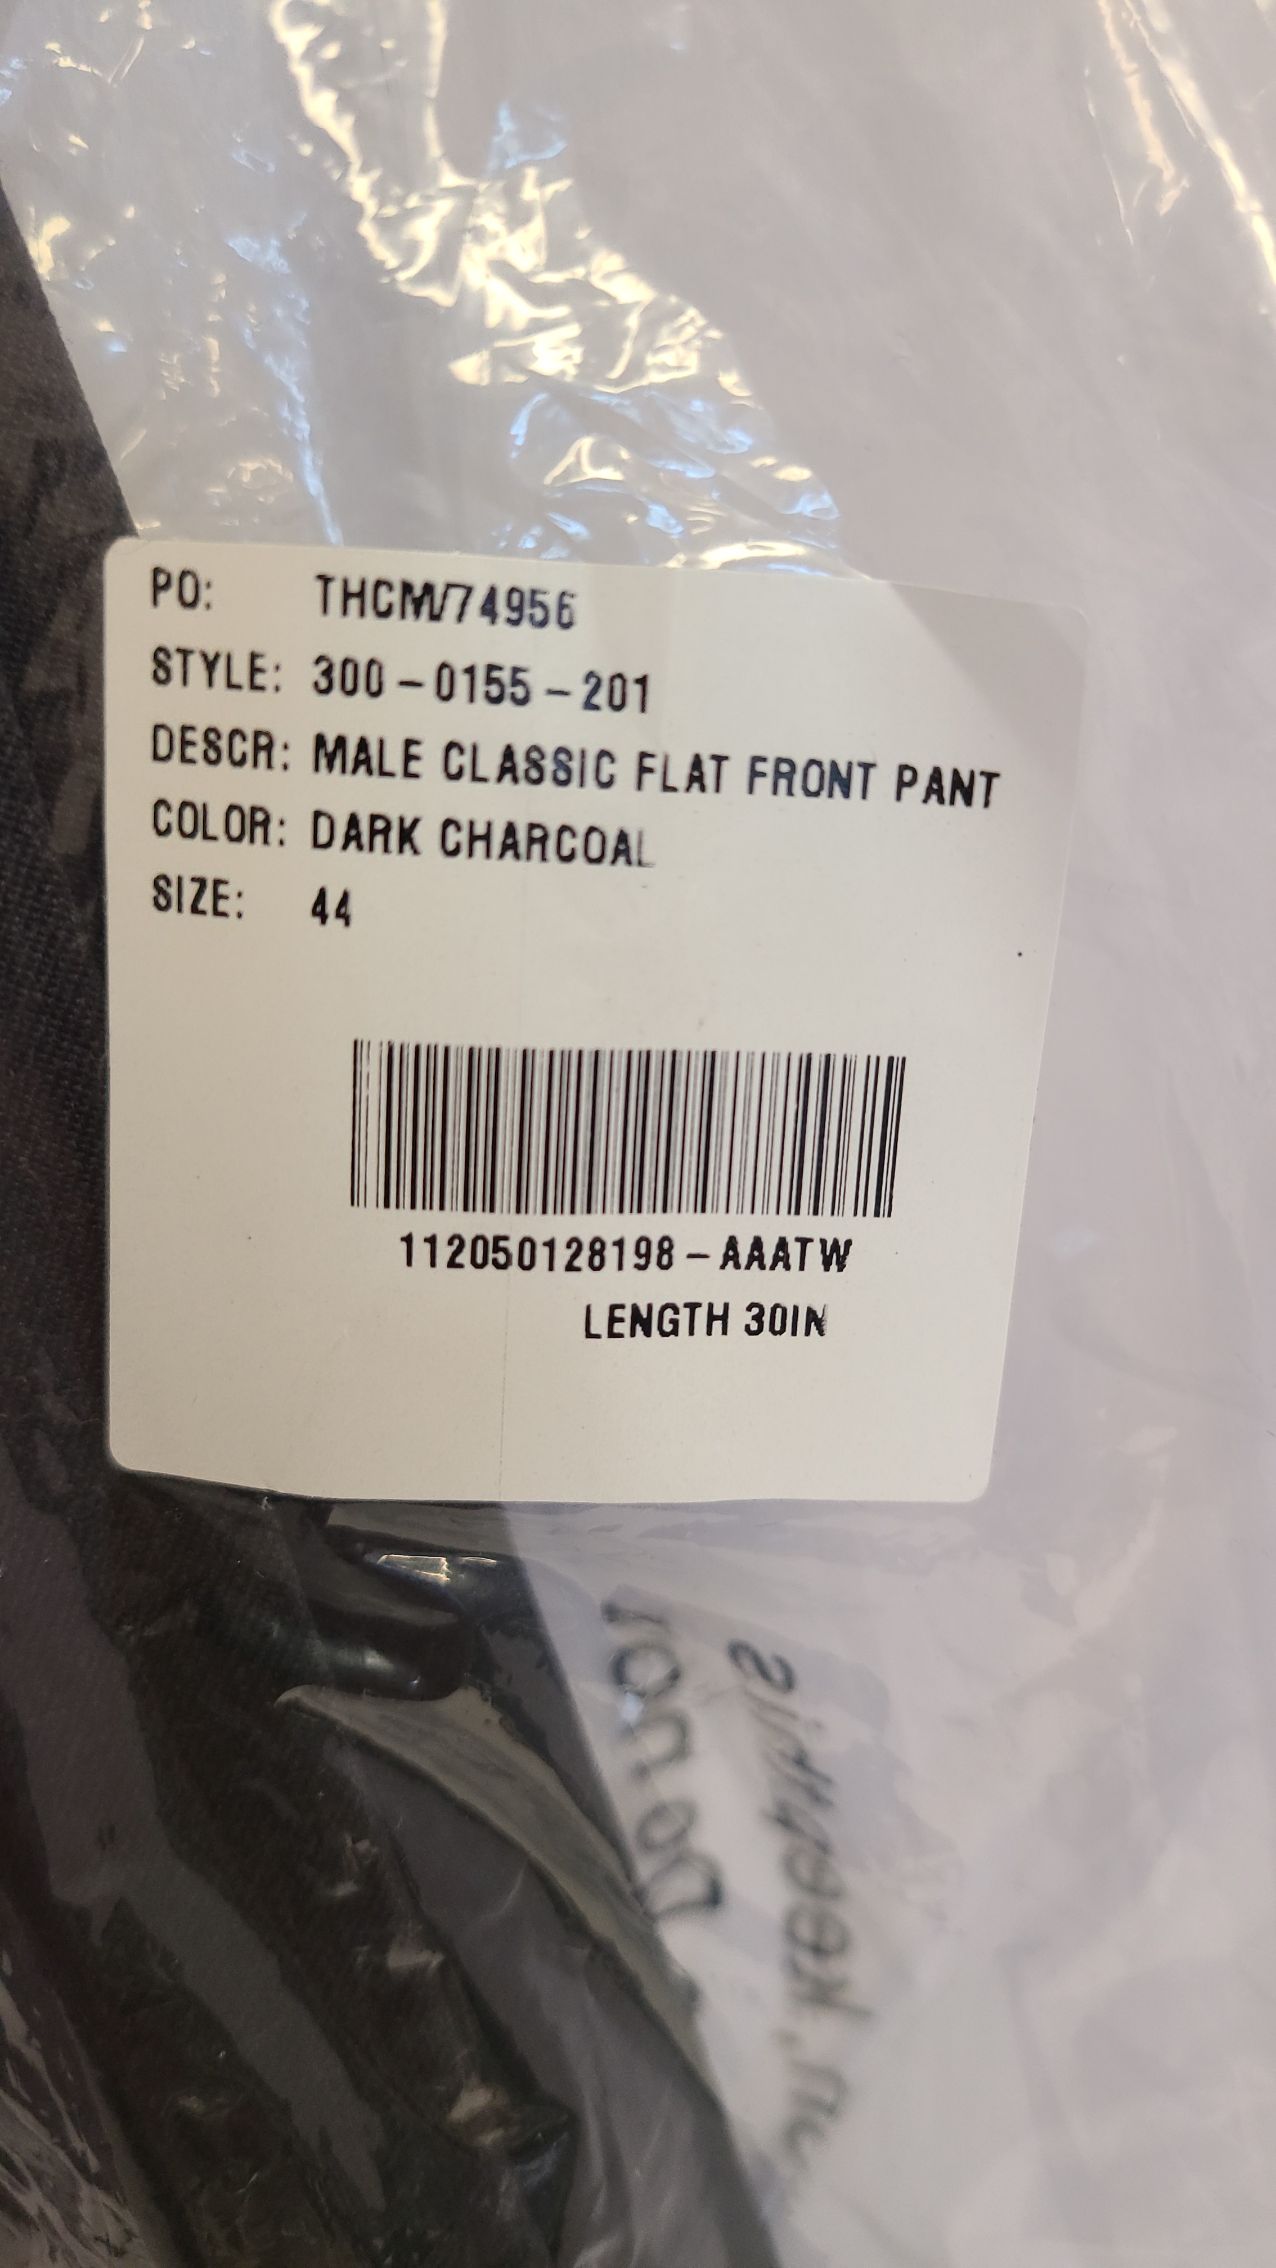 PO: THCM/74956
STYLE: 300-0155-201
DESCR: MALE CLASSIC FLAT FRONT PANT
COLOR: DARK CHARCOAL
SIZE: 44
112050128198-AAATW
LENGTH 30IN